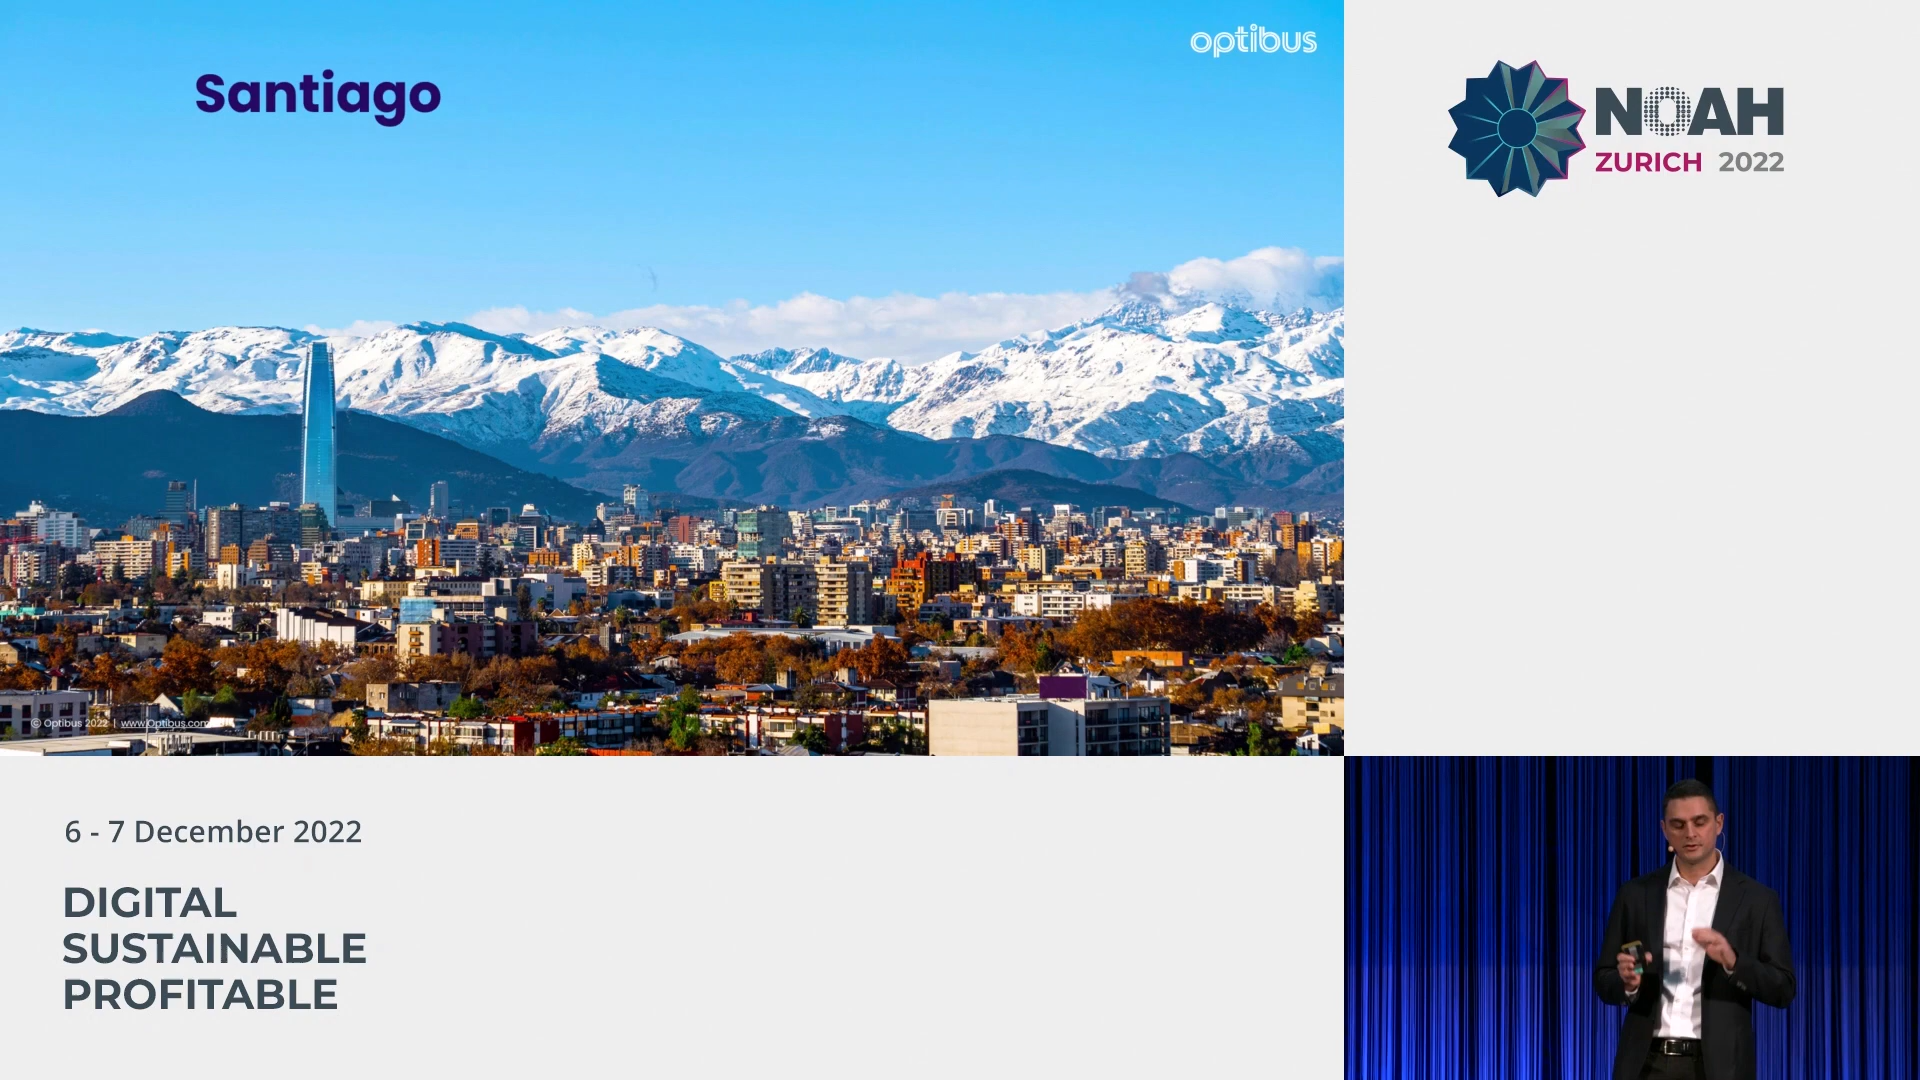 optibus
Santiago
© Optibus 2022 | www.Optibus.com
NOAH
ZURICH 2022
6 - 7 December 2022
DIGITAL
SUSTAINABLE
PROFITABLE